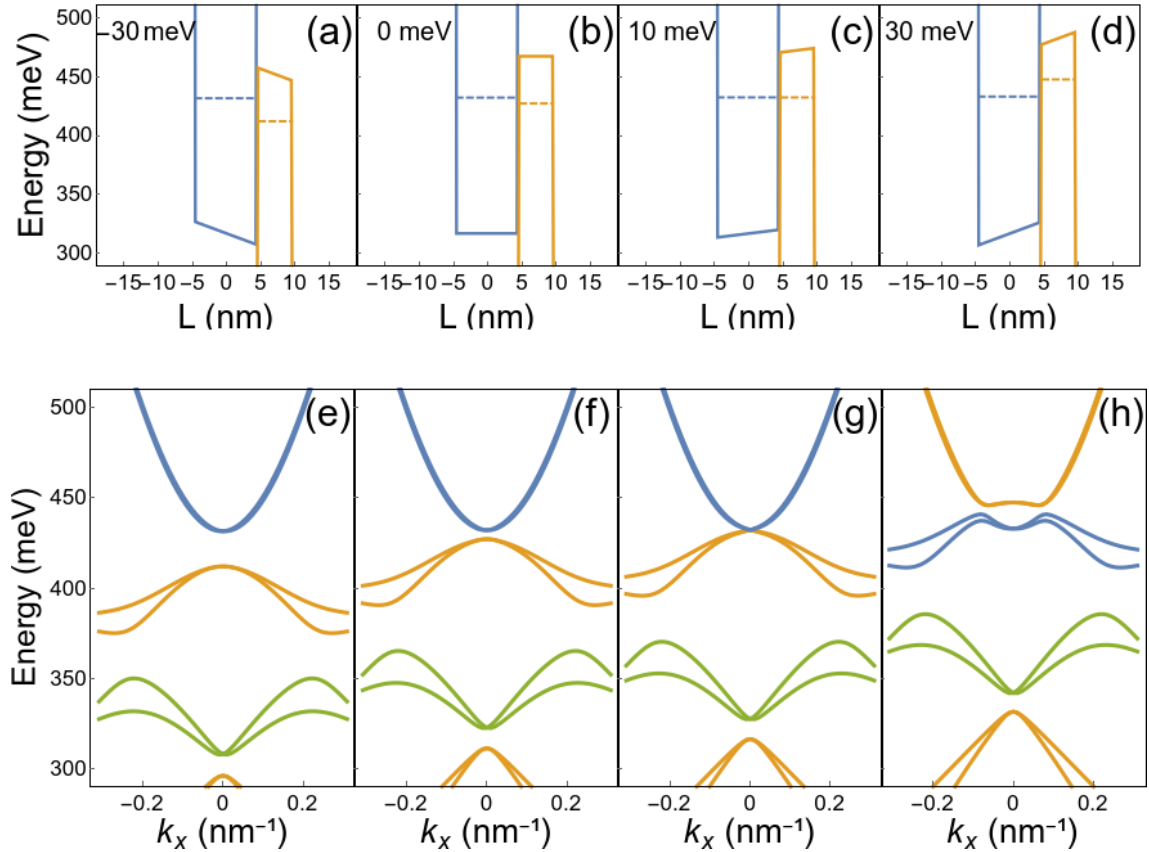 −30 meV (a) 0 meV (b) 10 meV (c) 30 meV (d)
500
450
400
350
300
Energy (meV)
−15 −10 −5 0 5 10 15 −15 −10 −5 0 5 10 15 −15 −10 −5 0 5 10 15 −15 −10 −5 0 5 10 15
L (nm) L (nm) L (nm) L (nm)
(e) (f) (g) (h)
500
450
400
350
300
Energy (meV)
−0.2 0 0.2 −0.2 0 0.2 −0.2 0 0.2 −0.2 0 0.2
kₓ (nm⁻¹) kₓ (nm⁻¹) kₓ (nm⁻¹) kₓ (nm⁻¹)